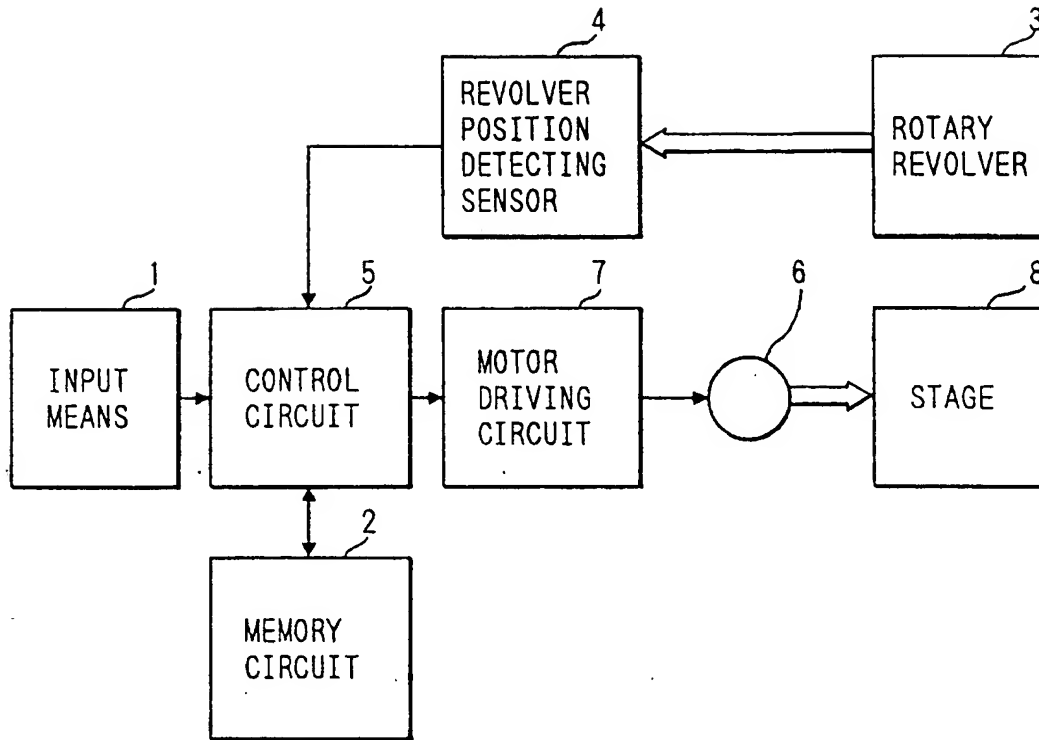 4
3
REVOLVER
POSITION
DETECTING
SENSOR
ROTARY
REVOLVER
1
5
7
6
8
INPUT
MEANS
CONTROL
CIRCUIT
MOTOR
DRIVING
CIRCUIT
STAGE
2
MEMORY
CIRCUIT